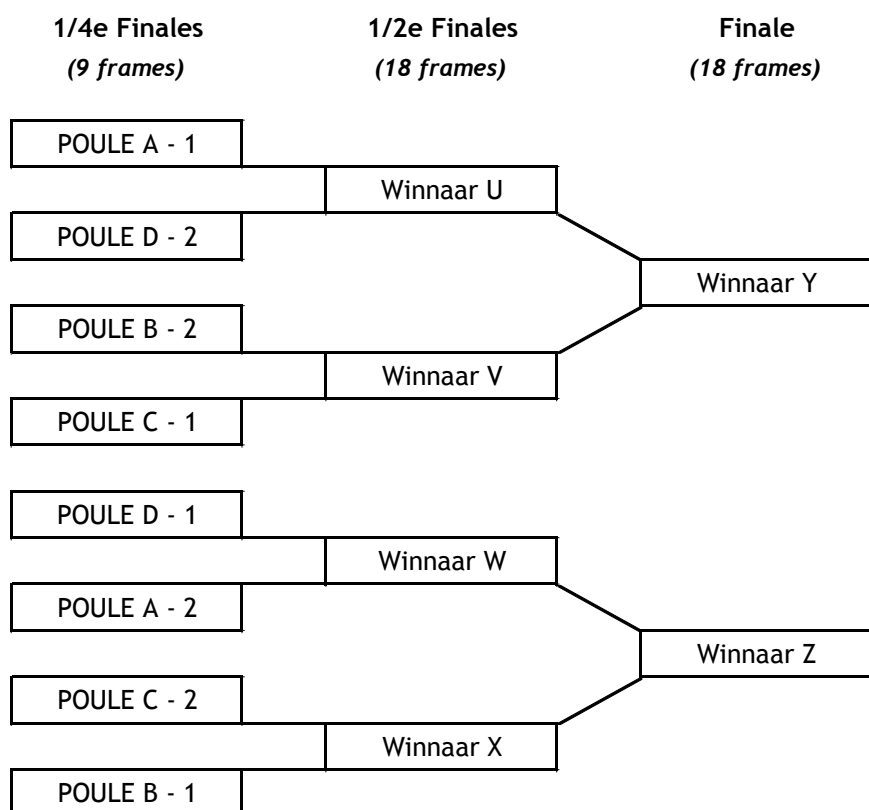 1/4e Finales
(9 frames)
1/2e Finales
(18 frames)
Finale
(18 frames)
POULE A - 1
Winnaar U
POULE D - 2
Winnaar Y
POULE B - 2
Winnaar V
POULE C - 1
POULE D - 1
Winnaar W
POULE A - 2
Winnaar Z
POULE C - 2
Winnaar X
POULE B - 1